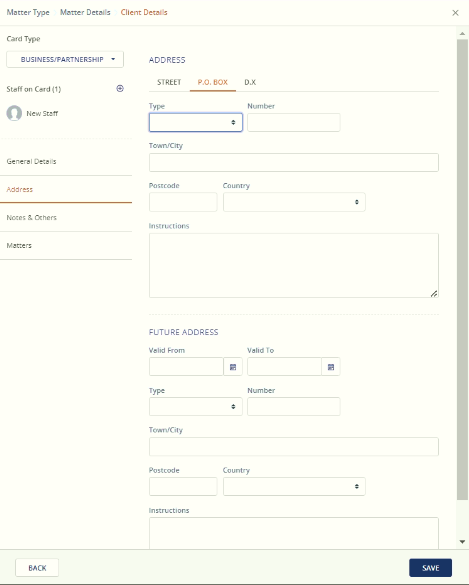 Matter Type Matter Details Client Details
Card Type
BUSINESS/PARTNERSHIP
Staff on Card (1)
New Staff
General Details
Address
Notes & Others
Matters
ADDRESS
STREET P.O. BOX D.X
Type Number
Town/City
Postcode Country
Instructions
FUTURE ADDRESS
Valid From Valid To
Type Number
Town/City
Postcode Country
Instructions
BACK SAVE